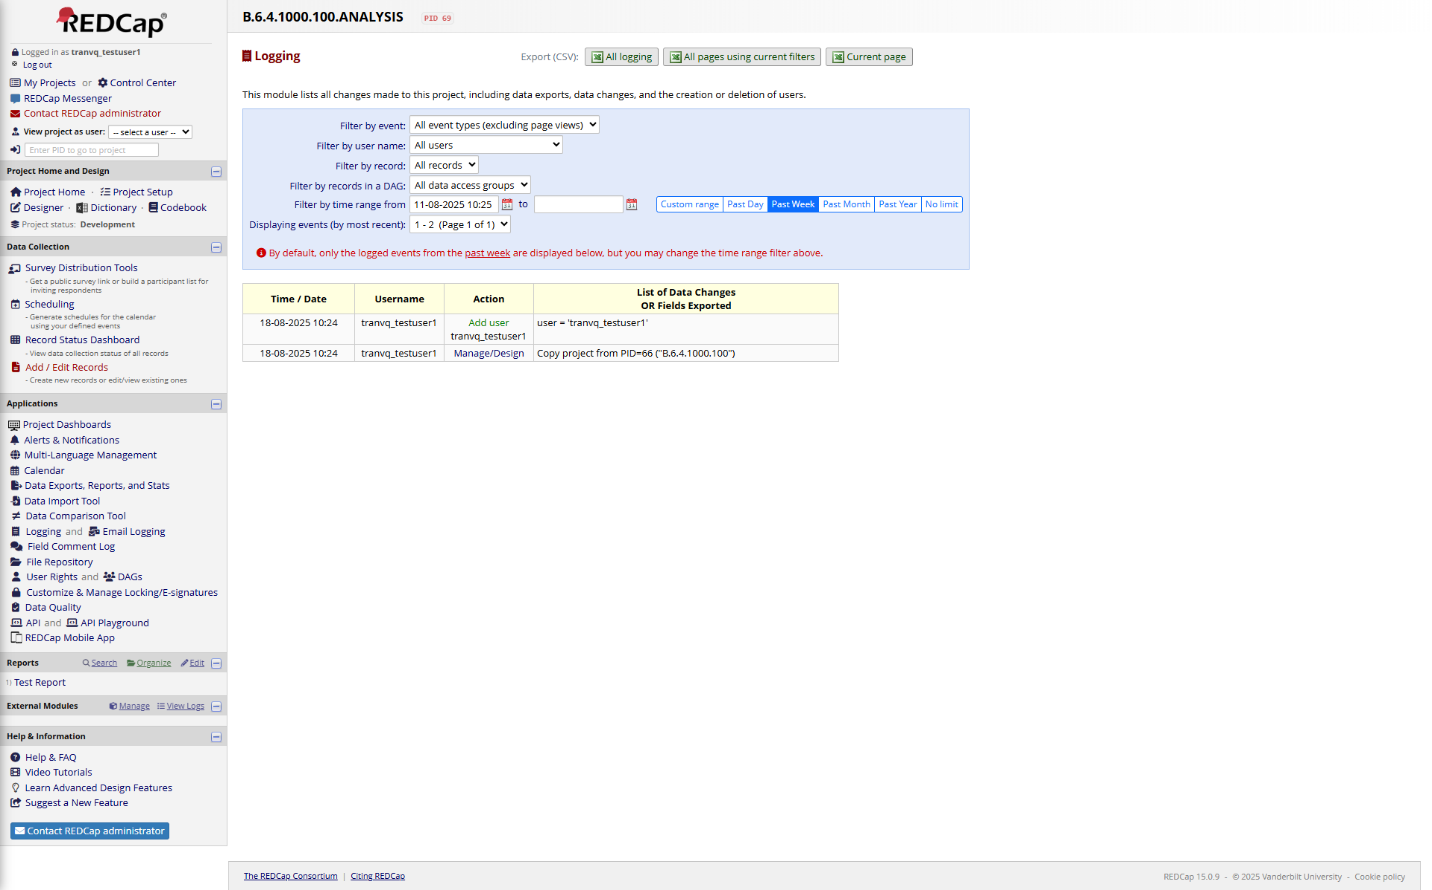 REDCap
Logged in as tranvq_testuser1
Log out
My Projects or Control Center
REDCap Messenger
Contact REDCap administrator
View project as user: -- select a user --
Enter PID to go to project
Project Home and Design
Project Home · Project Setup
Designer · Dictionary · Codebook
Project status: Development
Data Collection
Survey Distribution Tools
- Get a public survey link or build a participant list for
inviting respondents
Scheduling
- Generate schedules for the calendar
using your defined events
Record Status Dashboard
- View data collection status of all records
Add / Edit Records
- Create new records or edit/view existing ones
Applications
Project Dashboards
Alerts & Notifications
Multi-Language Management
Calendar
Data Exports, Reports, and Stats
Data Import Tool
Data Comparison Tool
Logging and Email Logging
Field Comment Log
File Repository
User Rights and DAGs
Customize & Manage Locking/E-signatures
Data Quality
API and API Playground
REDCap Mobile App
Reports Search Organize Edit
1) Test Report
External Modules Manage View Logs
Help & Information
Help & FAQ
Video Tutorials
Learn Advanced Design Features
Suggest a New Feature
Contact REDCap administrator
B.6.4.1000.100.ANALYSIS PID 69
Logging Export (CSV): All logging All pages using current filters Current page
This module lists all changes made to this project, including data exports, data changes, and the creation or deletion of users.
Filter by event: All event types (excluding page views)
Filter by user name: All users
Filter by record: All records
Filter by records in a DAG: All data access groups
Filter by time range from 11-08-2025 10:25 to Custom range Past Day Past Week Past Month Past Year No limit
Displaying events (by most recent): 1 - 2 (Page 1 of 1)
By default, only the logged events from the past week are displayed below, but you may change the time range filter above.
Time / Date Username Action List of Data Changes
OR Fields Exported
18-08-2025 10:24 tranvq_testuser1 Add user user = 'tranvq_testuser1'
tranvq_testuser1
18-08-2025 10:24 tranvq_testuser1 Manage/Design Copy project from PID=66 ("B.6.4.1000.100")
The REDCap Consortium | Citing REDCap REDCap 15.0.9 - © 2025 Vanderbilt University - Cookie policy